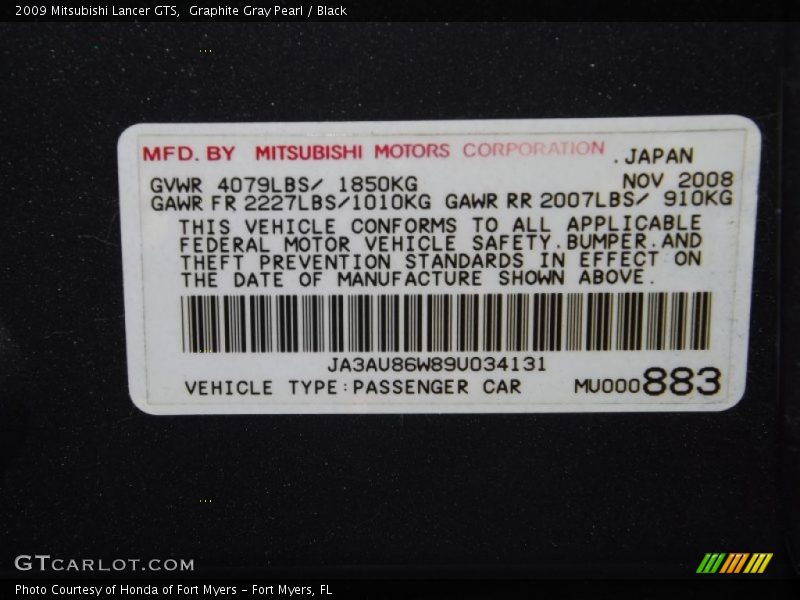 2009 Mitsubishi Lancer GTS,  Graphite Gray Pearl / Black
MFD. BY MITSUBISHI MOTORS CORPORATION .JAPAN
GVWR 4079LBS/ 1850KG NOV 2008
GAWR FR 2227LBS/1010KG GAWR RR 2007LBS/ 910KG
THIS VEHICLE CONFORMS TO ALL APPLICABLE
FEDERAL MOTOR VEHICLE SAFETY.BUMPER.AND
THEFT PREVENTION STANDARDS IN EFFECT ON
THE DATE OF MANUFACTURE SHOWN ABOVE.
JA3AU86W89U034131
VEHICLE TYPE:PASSENGER CAR MU000883
GTCARLOT.COM
Photo Courtesy of Honda of Fort Myers - Fort Myers, FL